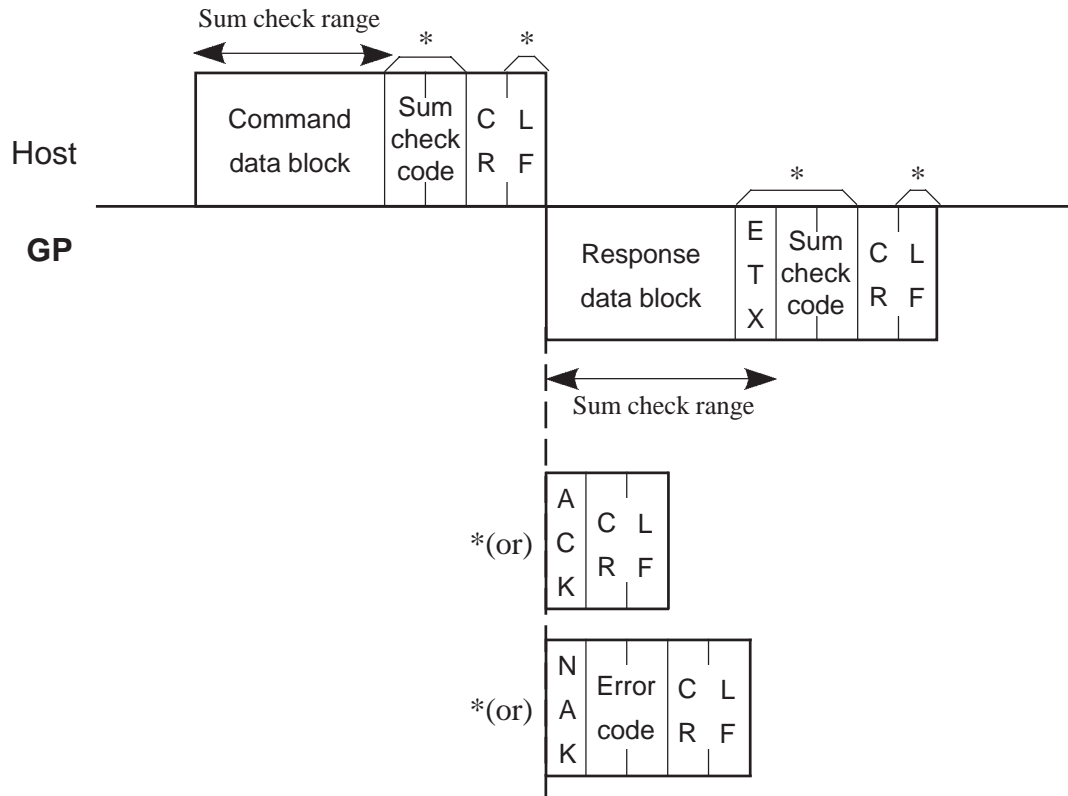 Sum check range
*
*
Host
Command
data block
Sum
check
code
C
R
L
F
*
*
GP
Response
data block
E
T
X
Sum
check
code
C
R
L
F
Sum check range
*(or)
A
C
K
C
R
L
F
*(or)
N
A
K
Error
code
C
R
L
F